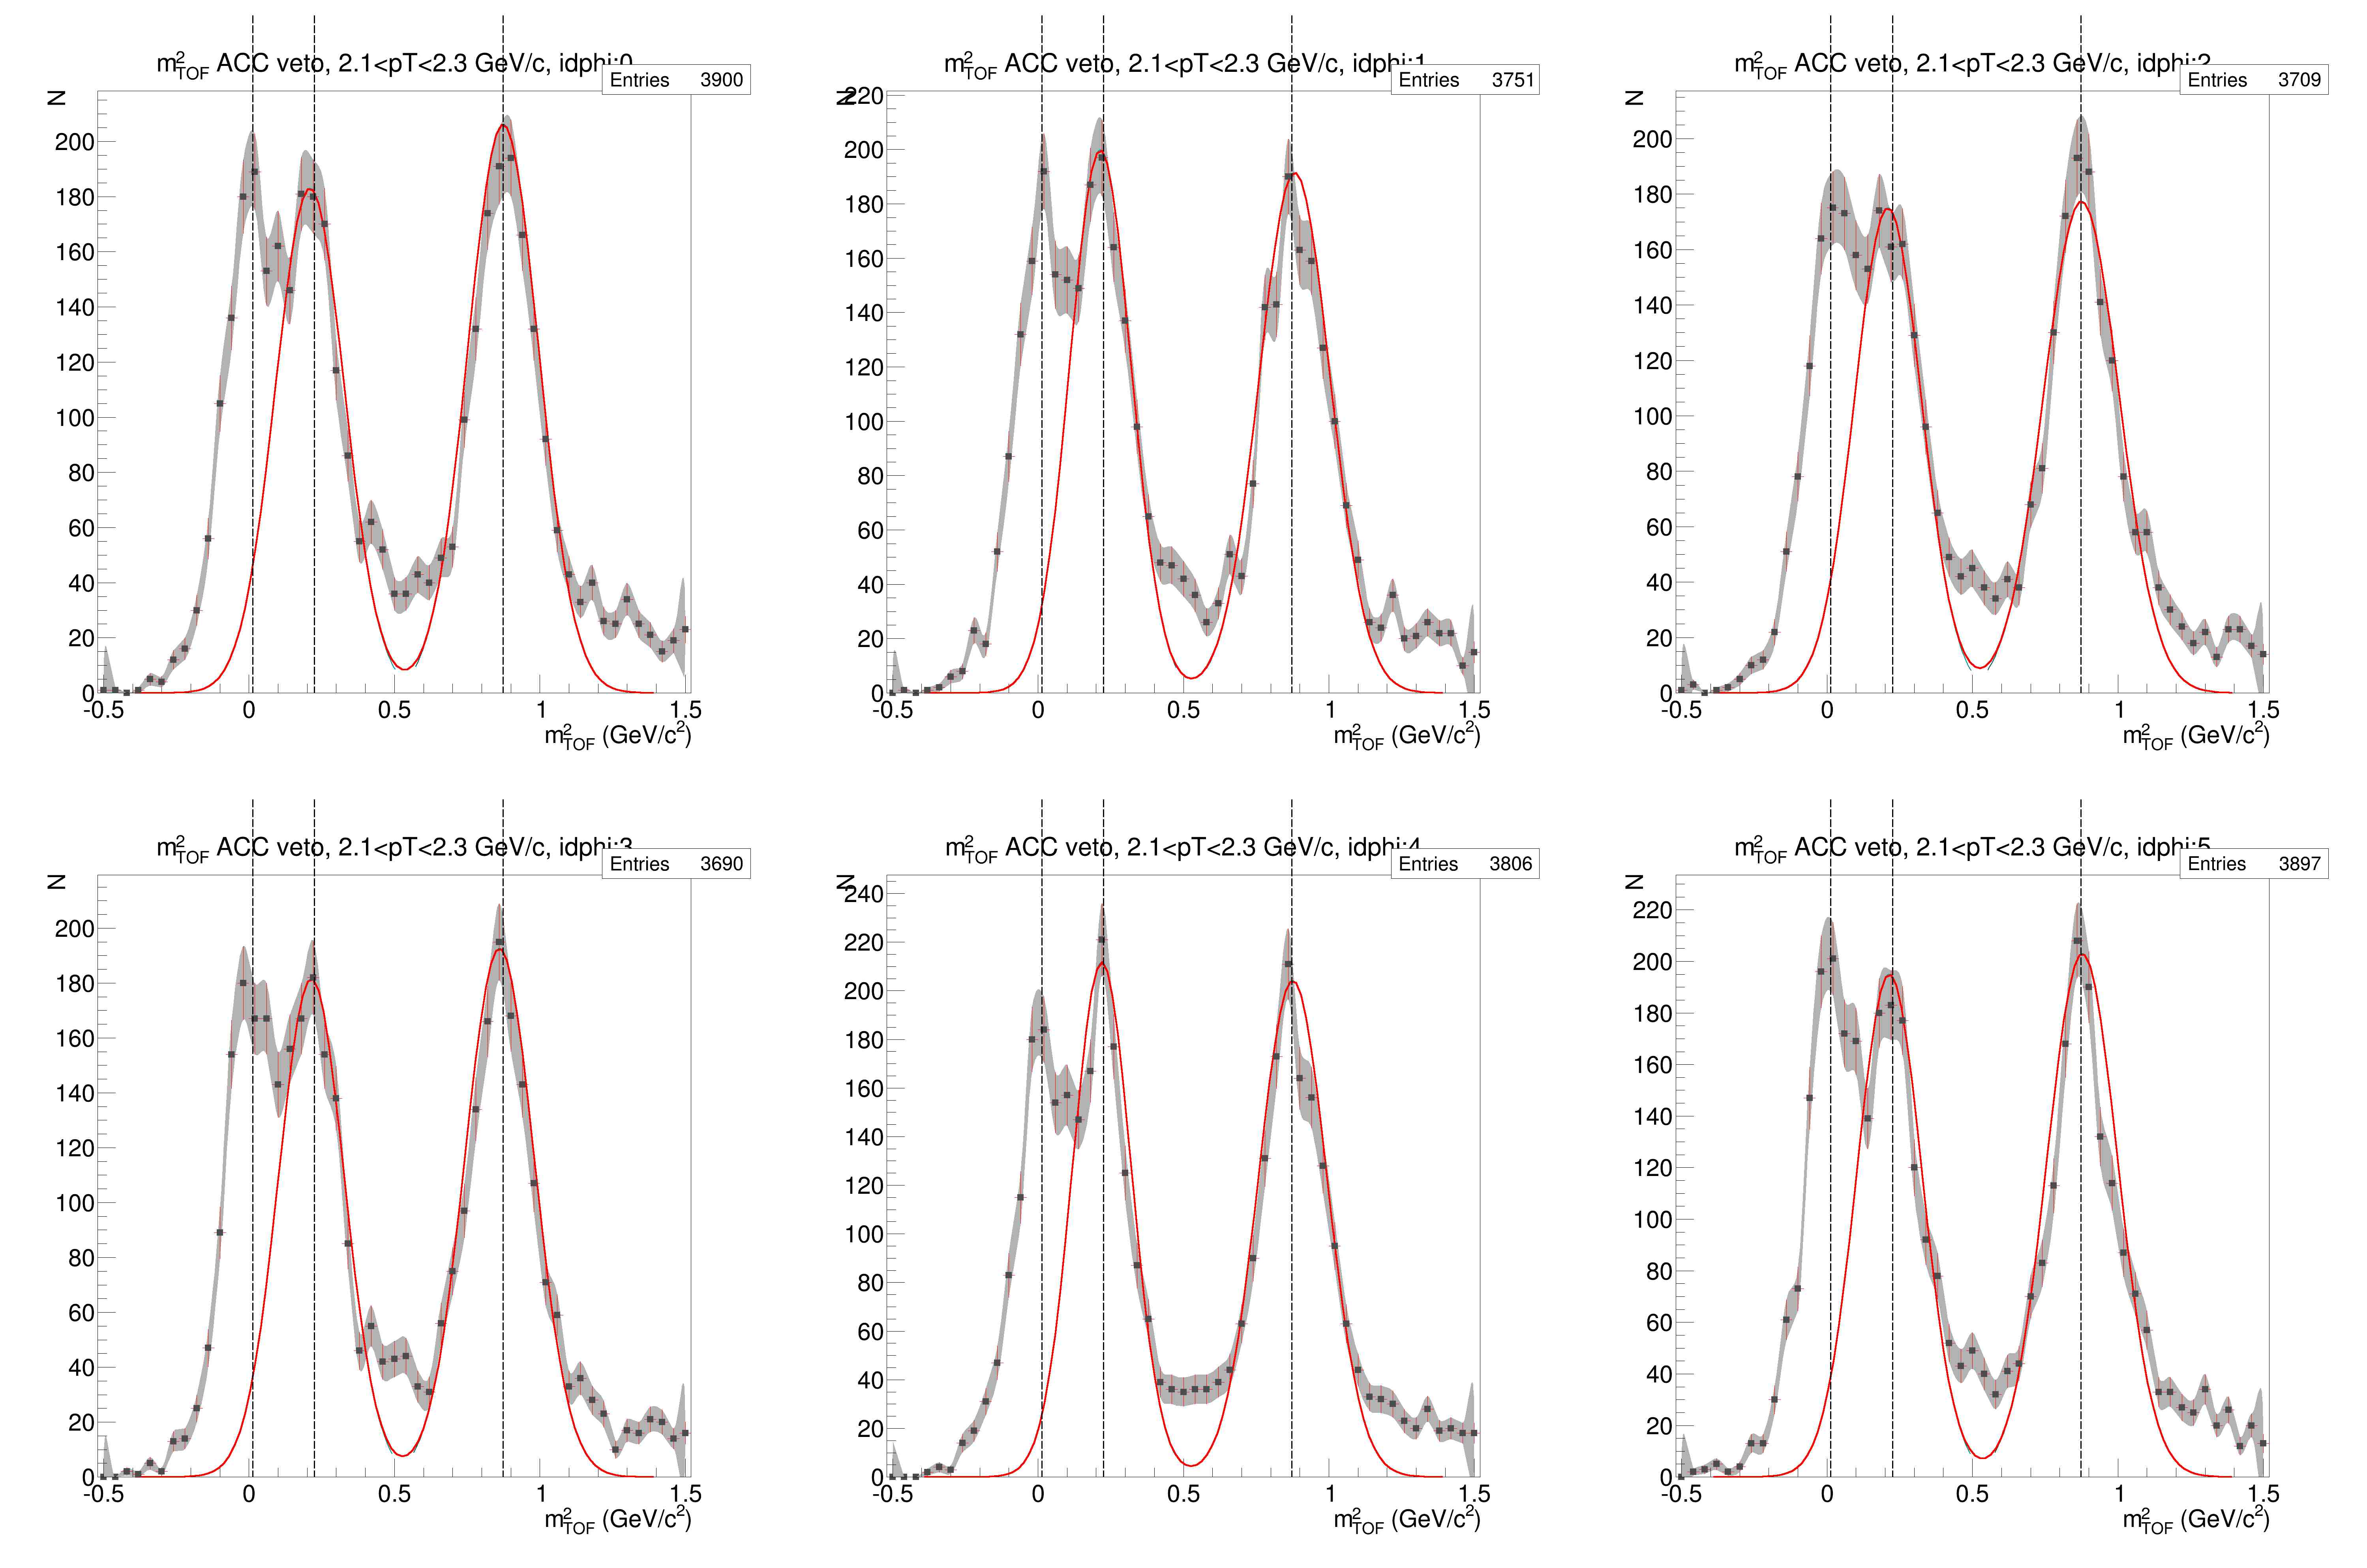 m²TOF ACC veto, 2.1<pT<2.3 GeV/c, idphi:0
Entries 3900
N
200
180
160
140
120
100
80
60
40
20
0
-0.5 0 0.5 1 1.5
m²TOF (GeV/c²)
m²TOF ACC veto, 2.1<pT<2.3 GeV/c, idphi:1
Entries 3751
N
220
200
180
160
140
120
100
80
60
40
20
0
-0.5 0 0.5 1 1.5
m²TOF (GeV/c²)
m²TOF ACC veto, 2.1<pT<2.3 GeV/c, idphi:2
Entries 3709
N
200
180
160
140
120
100
80
60
40
20
0
-0.5 0 0.5 1 1.5
m²TOF (GeV/c²)
m²TOF ACC veto, 2.1<pT<2.3 GeV/c, idphi:3
Entries 3690
N
200
180
160
140
120
100
80
60
40
20
0
-0.5 0 0.5 1 1.5
m²TOF (GeV/c²)
m²TOF ACC veto, 2.1<pT<2.3 GeV/c, idphi:4
Entries 3806
N
240
220
200
180
160
140
120
100
80
60
40
20
0
-0.5 0 0.5 1 1.5
m²TOF (GeV/c²)
m²TOF ACC veto, 2.1<pT<2.3 GeV/c, idphi:5
Entries 3897
N
220
200
180
160
140
120
100
80
60
40
20
0
-0.5 0 0.5 1 1.5
m²TOF (GeV/c²)